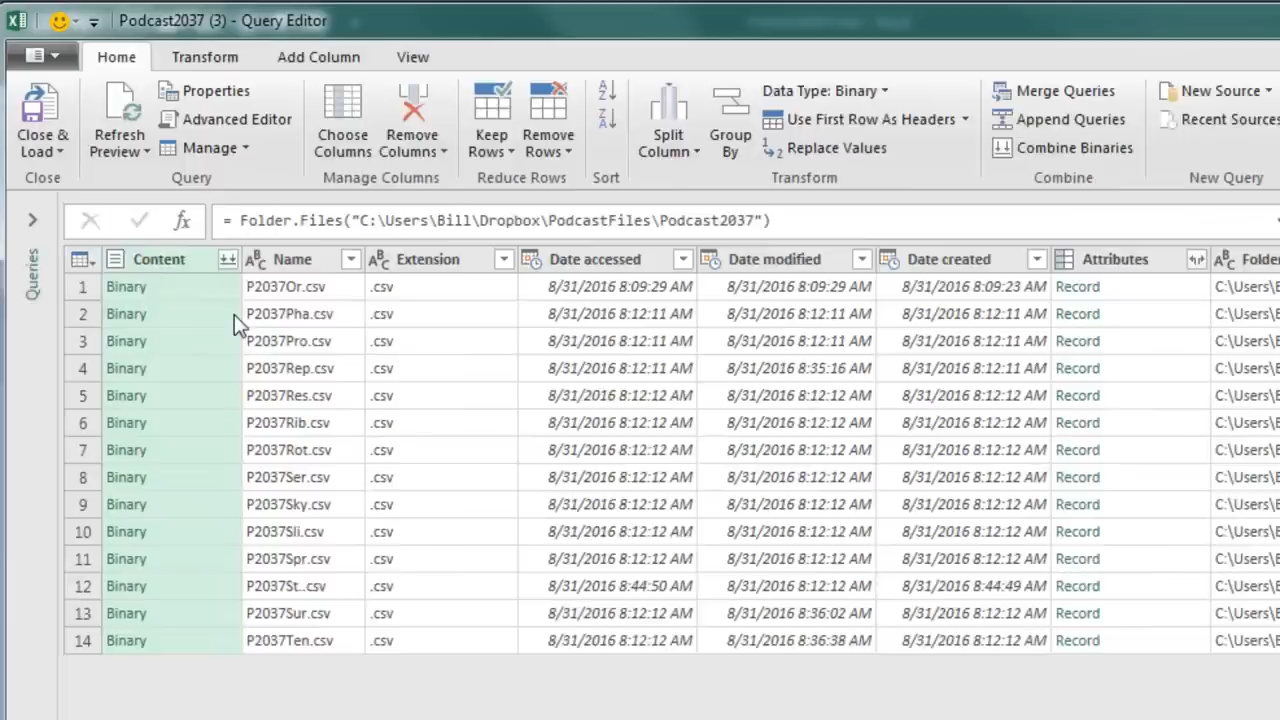 Podcast2037 (3) - Query Editor
Home Transform Add Column View
Close & Load
Close
Refresh Preview
Properties
Advanced Editor
Manage
Query
Choose Columns
Remove Columns
Manage Columns
Keep Rows
Remove Rows
Reduce Rows
Sort
Split Column
Group By
Data Type: Binary
Use First Row As Headers
Replace Values
Transform
Merge Queries
Append Queries
Combine Binaries
Combine
New Source
Recent Sources
New Query
fx = Folder.Files("C:\Users\Bill\Dropbox\PodcastFiles\Podcast2037")
Queries
Content Name Extension Date accessed Date modified Date created Attributes Folder
1 Binary P2037Or.csv .csv 8/31/2016 8:09:29 AM 8/31/2016 8:09:29 AM 8/31/2016 8:09:23 AM Record C:\Users\
2 Binary P2037Pha.csv .csv 8/31/2016 8:12:11 AM 8/31/2016 8:12:11 AM 8/31/2016 8:12:11 AM Record C:\Users\
3 Binary P2037Pro.csv .csv 8/31/2016 8:12:11 AM 8/31/2016 8:12:11 AM 8/31/2016 8:12:11 AM Record C:\Users\
4 Binary P2037Rep.csv .csv 8/31/2016 8:12:11 AM 8/31/2016 8:35:16 AM 8/31/2016 8:12:11 AM Record C:\Users\
5 Binary P2037Res.csv .csv 8/31/2016 8:12:12 AM 8/31/2016 8:12:12 AM 8/31/2016 8:12:12 AM Record C:\Users\
6 Binary P2037Rib.csv .csv 8/31/2016 8:12:12 AM 8/31/2016 8:12:12 AM 8/31/2016 8:12:12 AM Record C:\Users\
7 Binary P2037Rot.csv .csv 8/31/2016 8:12:12 AM 8/31/2016 8:12:12 AM 8/31/2016 8:12:12 AM Record C:\Users\
8 Binary P2037Ser.csv .csv 8/31/2016 8:12:12 AM 8/31/2016 8:12:12 AM 8/31/2016 8:12:12 AM Record C:\Users\
9 Binary P2037Sky.csv .csv 8/31/2016 8:12:12 AM 8/31/2016 8:12:12 AM 8/31/2016 8:12:12 AM Record C:\Users\
10 Binary P2037Sli.csv .csv 8/31/2016 8:12:12 AM 8/31/2016 8:12:12 AM 8/31/2016 8:12:12 AM Record C:\Users\
11 Binary P2037Spr.csv .csv 8/31/2016 8:12:12 AM 8/31/2016 8:12:12 AM 8/31/2016 8:12:12 AM Record C:\Users\
12 Binary P2037St..csv .csv 8/31/2016 8:44:50 AM 8/31/2016 8:12:12 AM 8/31/2016 8:44:49 AM Record C:\Users\
13 Binary P2037Sur.csv .csv 8/31/2016 8:12:12 AM 8/31/2016 8:36:02 AM 8/31/2016 8:12:12 AM Record C:\Users\
14 Binary P2037Ten.csv .csv 8/31/2016 8:12:12 AM 8/31/2016 8:36:38 AM 8/31/2016 8:12:12 AM Record C:\Users\